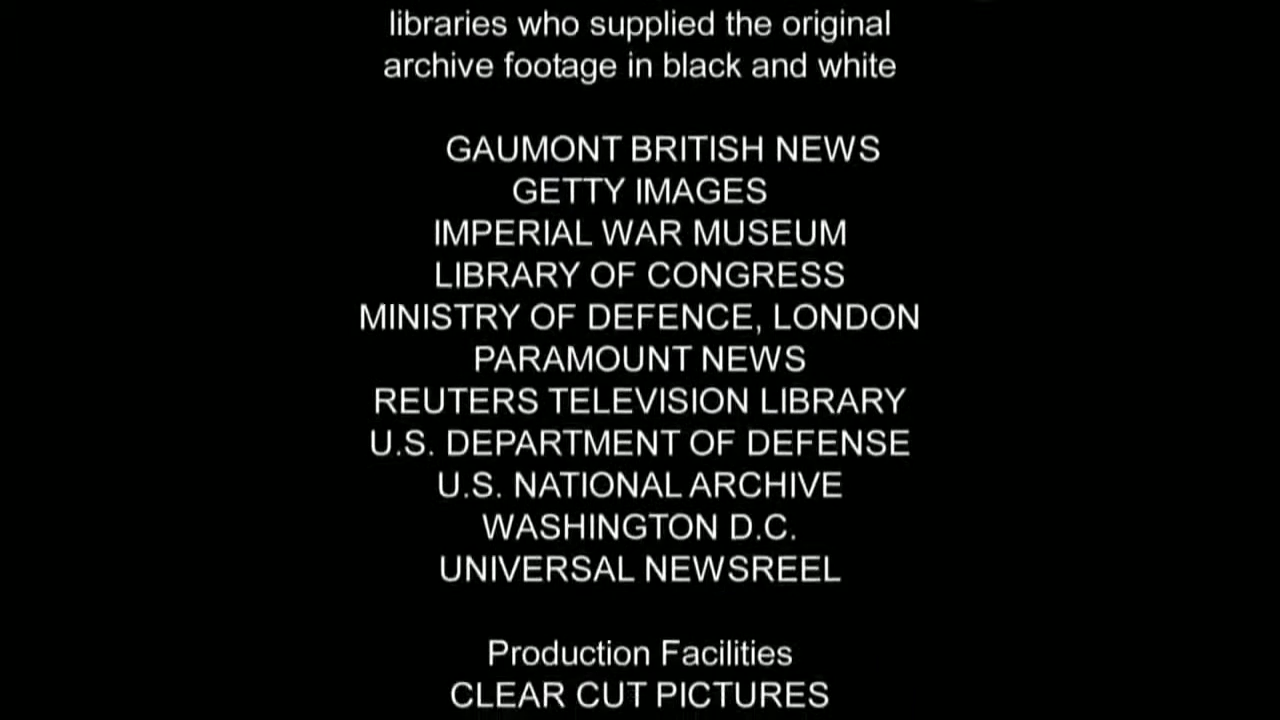 libraries who supplied the original
archive footage in black and white
GAUMONT BRITISH NEWS
GETTY IMAGES
IMPERIAL WAR MUSEUM
LIBRARY OF CONGRESS
MINISTRY OF DEFENCE, LONDON
PARAMOUNT NEWS
REUTERS TELEVISION LIBRARY
U.S. DEPARTMENT OF DEFENSE
U.S. NATIONAL ARCHIVE
WASHINGTON D.C.
UNIVERSAL NEWSREEL
Production Facilities
CLEAR CUT PICTURES